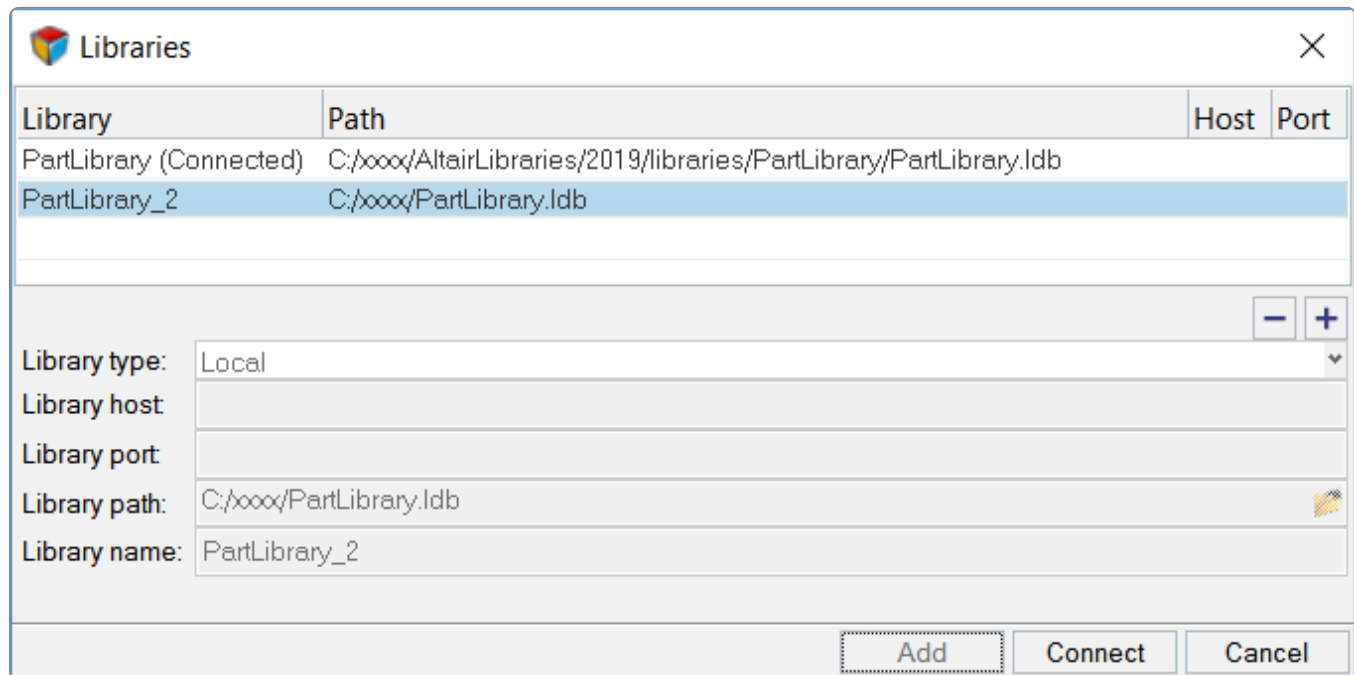 Libraries
Library Path Host Port
PartLibrary (Connected) C:/xxxx/AltairLibraries/2019/libraries/PartLibrary/PartLibrary.ldb
PartLibrary_2 C:/xxxx/PartLibrary.ldb
Library type: Local
Library host:
Library port:
Library path: C:/xxxx/PartLibrary.ldb
Library name: PartLibrary_2
Add Connect Cancel